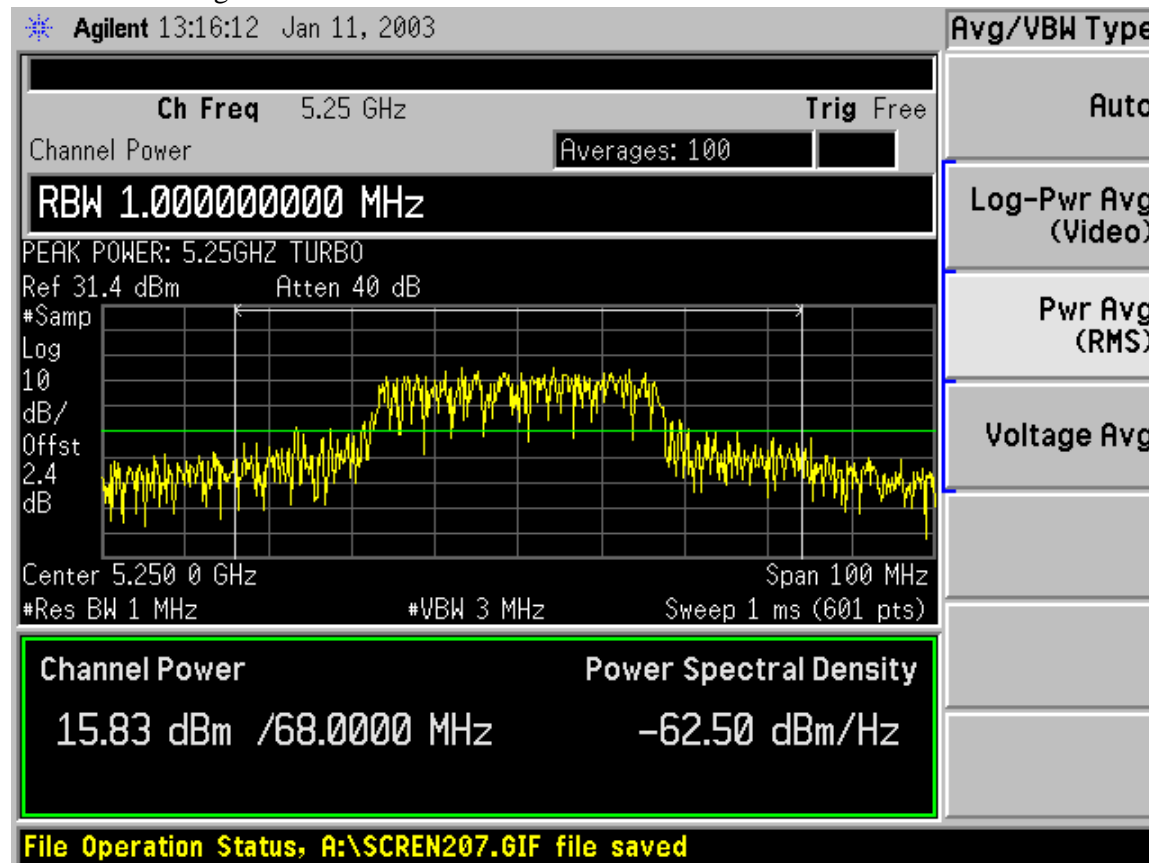 Agilent 13:16:12 Jan 11, 2003
Ch Freq 5.25 GHz Trig Free
Channel Power Averages: 100
RBW 1.000000000 MHz
PEAK POWER: 5.25GHZ TURBO
Ref 31.4 dBm Atten 40 dB
#Samp
Log
10
dB/
Offst
2.4
dB
Center 5.250 0 GHz Span 100 MHz
#Res BW 1 MHz #VBW 3 MHz Sweep 1 ms (601 pts)
Channel Power Power Spectral Density
15.83 dBm /68.0000 MHz -62.50 dBm/Hz
File Operation Status, A:\SCREN207.GIF file saved
Avg/VBW Type
Auto
Log-Pwr Avg
(Video)
Pwr Avg
(RMS)
Voltage Avg